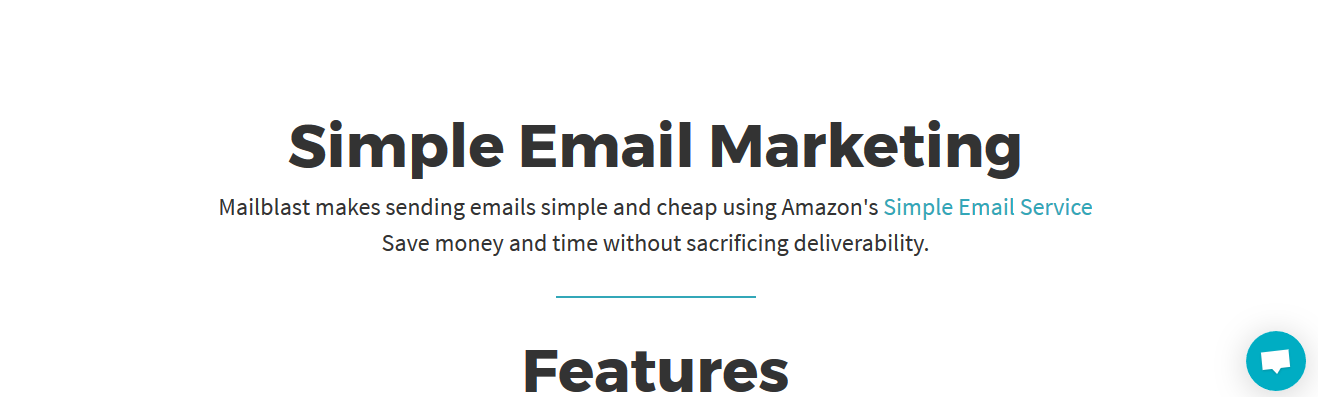 Simple Email Marketing
Mailblast makes sending emails simple and cheap using Amazon's Simple Email Service
Save money and time without sacrificing deliverability.
Features